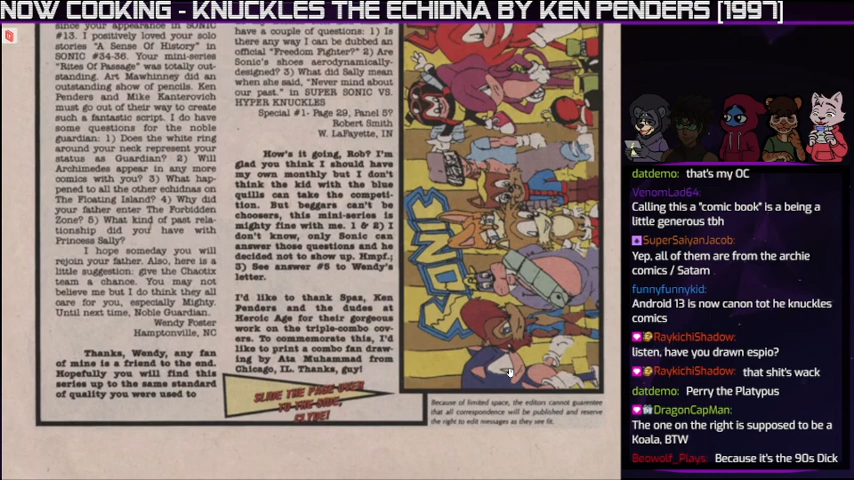 NOW COOKING - KNUCKLES THE ECHIDNA BY KEN PENDERS [1997]
since your appearance in SONIC
#13. I positively loved your solo
stories "A Sense Of History" in
SONIC #34-36. Your mini-series
"Rites Of Passage" was totally out-
standing. Art Mawhinney did an
outstanding show of pencils. Ken
Penders and Mike Kanterovich
must go out of their way to create
such a fantastic script. I do have
some questions for the noble
guardian: 1) Does the white ring
around your neck represent your
status as Guardian? 2) Will
Archimedes appear in any more
comics with you? 3) What hap-
pened to all the other echidnas on
The Floating Island? 4) Why did
your father enter The Forbidden
Zone? 5) What kind of past rela-
tionship did you have with
Princess Sally?
I hope someday you will
rejoin your father. Also, here is a
little suggestion: give the Chaotix
team a chance. You may not
believe me but I do think they all
care for you, especially Mighty.
Until next time, Noble Guardian.
Wendy Foster
Hamptonville, NC
Thanks, Wendy, any fan
of mine is a friend to the end.
Hopefully you will find this
series up to the same standard
of quality you were used to
have a couple of questions: 1) Is
there any way I can be dubbed an
official "Freedom Fighter?" 2) Are
Sonic's shoes aerodynamically-
designed? 3) What did Sally mean
when she said, "Never mind about
our past." in SUPER SONIC VS.
HYPER KNUCKLES
Special #1- Page 29, Panel 5?
Robert Smith
W. LaFayette, IN
How's it going, Rob? I'm
glad you think I should have
my own monthly but I don't
think the kid with the blue
quills can take the competi-
tion. But beggars can't be
choosers, this mini-series is
mighty fine with me. 1 & 2) I
don't know, only Sonic can
answer those questions and he
decided not to show up. Hmpf.;
3) See answer #5 to Wendy's
letter.
I'd like to thank Spaz, Ken
Penders and the dudes at
Heroic Age for their gorgeous
work on the triple-combo cov-
ers. To commemorate this, I'd
like to print a combo fan draw-
ing by Ata Muhammad from
Chicago, IL. Thanks, guy!
SLIDE THE PAGE OVER
TO THE SIDE,
CLYDE!
Because of limited space, the editors cannot guarantee
that all correspondence will be published and reserve
the right to edit messages as they see fit.
datdemo: that's my OC
VenomLad64:
Calling this a "comic book" is a being a
little generous tbh
SuperSaiyanJacob:
Yep, all of them are from the archie
comics / Satam
funnyfunnykid:
Android 13 is now canon tot he knuckles
comics
RaykichiShadow:
listen, have you drawn espio?
RaykichiShadow: that shit's wack
datdemo: Perry the Platypus
DragonCapMan:
The one on the right is supposed to be a
Koala, BTW
Beowolf_Plays: Because it's the 90s Dick